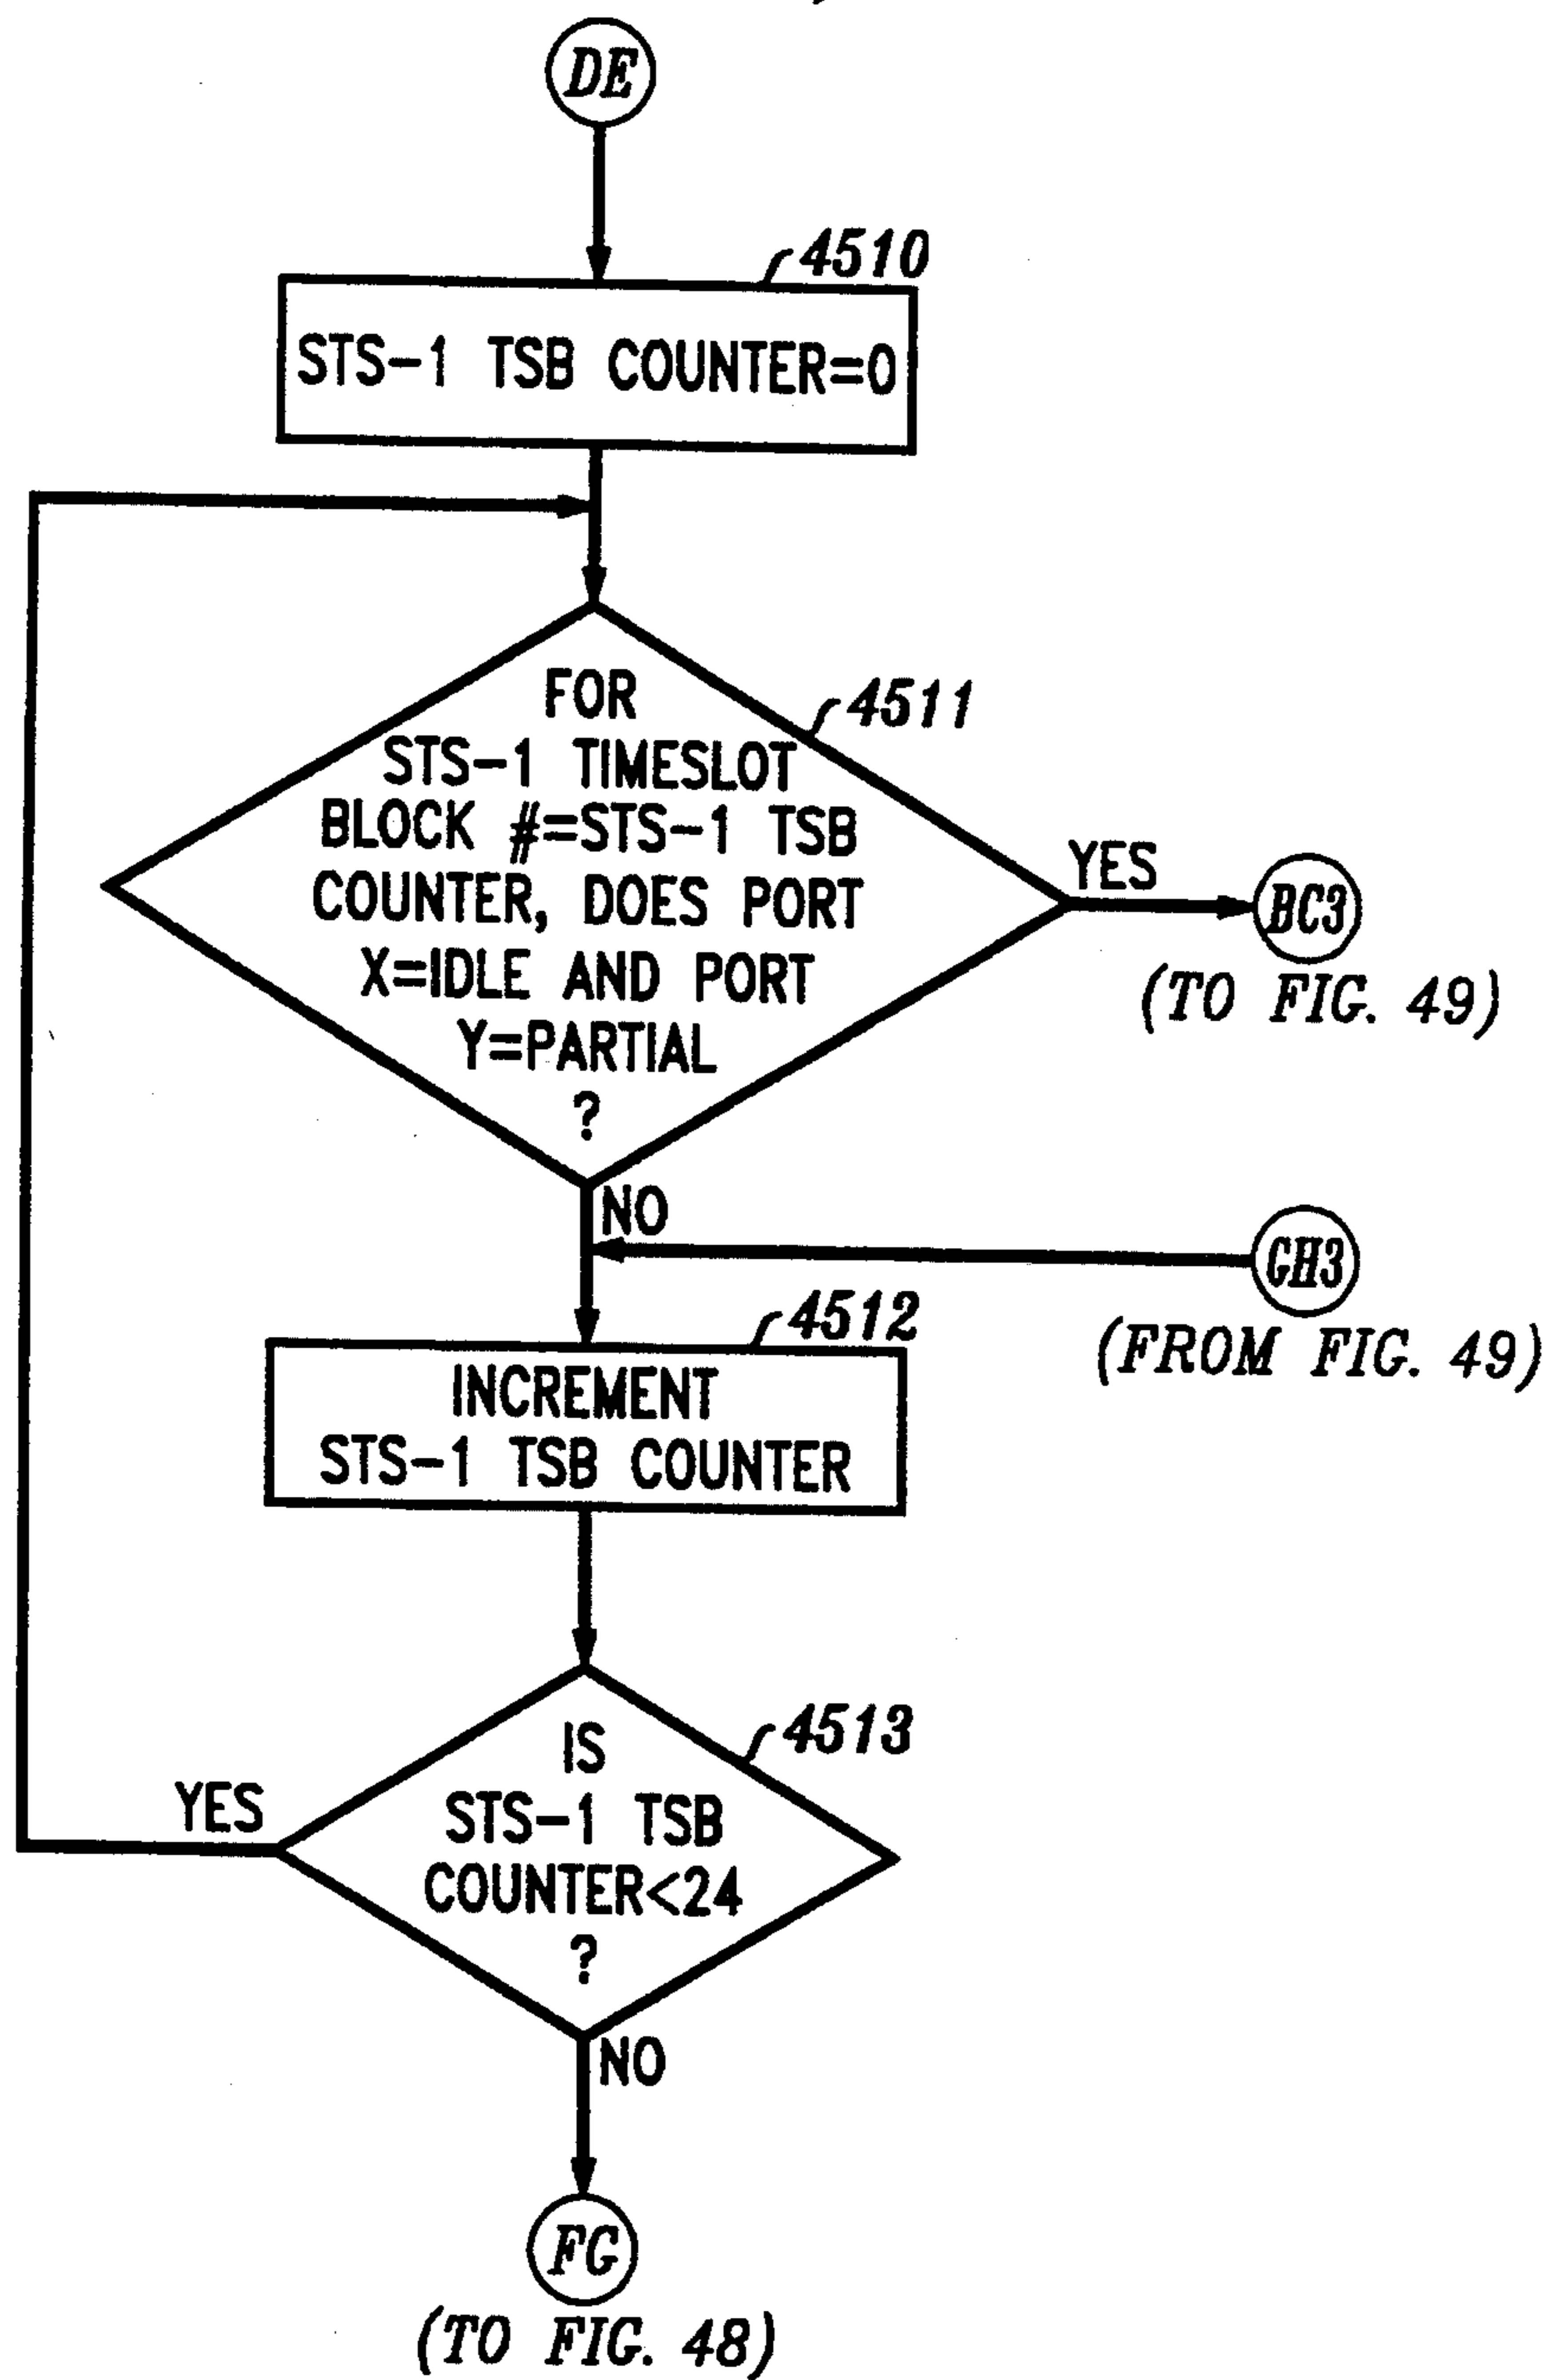 DE
4510
STS-1 TSB COUNTER=0
4511
FOR
STS-1 TIMESLOT
BLOCK #=STS-1 TSB
COUNTER, DOES PORT
X=IDLE AND PORT
Y=PARTIAL
?
YES
BC3
(TO FIG. 49)
NO
GH3
(FROM FIG. 49)
4512
INCREMENT
STS-1 TSB COUNTER
4513
IS
STS-1 TSB
COUNTER<24
?
YES
NO
FG
(TO FIG. 48)